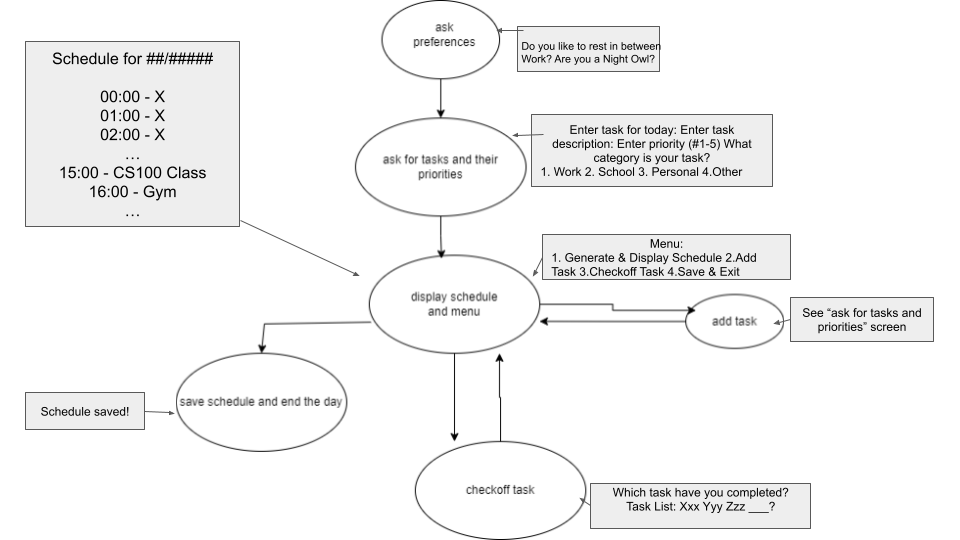 ask
preferences
Do you like to rest in between
Work? Are you a Night Owl?
Schedule for ##/#####
00:00 - X
01:00 - X
02:00 - X
…
15:00 - CS100 Class
16:00 - Gym
…
ask for tasks and their
priorities
Enter task for today: Enter task
description: Enter priority (#1-5) What
category is your task?
1. Work 2. School 3. Personal 4.Other
Menu:
1. Generate & Display Schedule 2.Add
Task 3.Checkoff Task 4.Save & Exit
display schedule
and menu
add task
See “ask for tasks and
priorities” screen
save schedule and end the day
Schedule saved!
checkoff task
Which task have you completed?
Task List: Xxx Yyy Zzz ___?